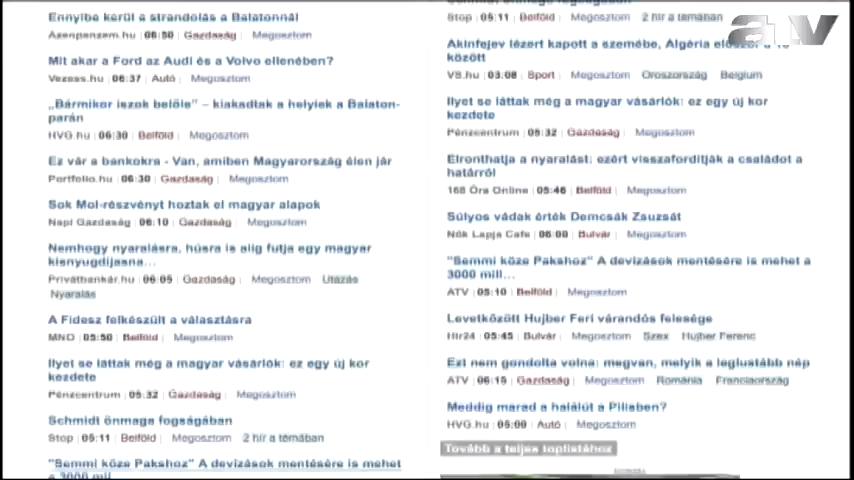 Ennyibe kerül a strandolás a Balatonnál
Azenpenzem.hu | 06:50 | Gazdaság | Megosztom
Mit akar a Ford az Audi és a Volvo ellenében?
Vezess.hu | 06:37 | Autó | Megosztom
„Bármikor iszok belőle” – kiakadtak a helyiek a Balaton-
parán
HVG.hu | 06:30 | Belföld | Megosztom
Ez vár a bankokra - Van, amiben Magyarország élen jár
Portfolio.hu | 06:30 | Gazdaság | Megosztom
Sok Mol-részvényt hoztak el magyar alapok
Napi Gazdaság | 06:10 | Gazdaság | Megosztom
Nemhogy nyaralásra, húsra is alig futja egy magyar
kisnyugdíjasna...
Privátbankár.hu | 06:05 | Gazdaság | Megosztom Utazás
Nyaralás
A Fidesz felkészült a választásra
MNO | 05:50 | Belföld | Megosztom
Ilyet se láttak még a magyar vásárlók: ez egy új kor
kezdete
Pénzcentrum | 05:32 | Gazdaság | Megosztom
Schmidt önmaga fogságában
Stop | 05:11 | Belföld | Megosztom 2 hír a témában
"Semmi köze Pakshoz" A devizások mentésére is mehet
a 3000 mill
Schmidt önmaga fogságában
Stop | 05:11 | Belföld | Megosztom 2 hír a témában
atv
Akinfejev lézert kapott a szemébe, Algéria először a 16
között
VS.hu | 03:08 | Sport | Megosztom Oroszország Belgium
Ilyet se láttak még a magyar vásárlók: ez egy új kor
kezdete
Pénzcentrum | 05:32 | Gazdaság | Megosztom
Elronthatja a nyaralást: ezért visszafordítják a családot a
határról
168 Óra Online | 05:46 | Belföld | Megosztom
Súlyos vádak érték Demcsák Zsuzsát
Nők Lapja Cafe | 06:00 | Bulvár | Megosztom
"Semmi köze Pakshoz" A devizások mentésére is mehet a
3000 mill...
ATV | 05:10 | Belföld | Megosztom
Levetkőzött Hujber Feri várandós felesége
Hir24 | 05:45 | Bulvár | Megosztom Szex Hujber Ferenc
Ezt nem gondolta volna: megvan, melyik a leglustább nép
ATV | 06:15 | Gazdaság | Megosztom Románia Franciaország
Meddig marad a halálút a Pilisben?
HVG.hu | 05:00 | Autó | Megosztom
Tovább a teljes toplistához